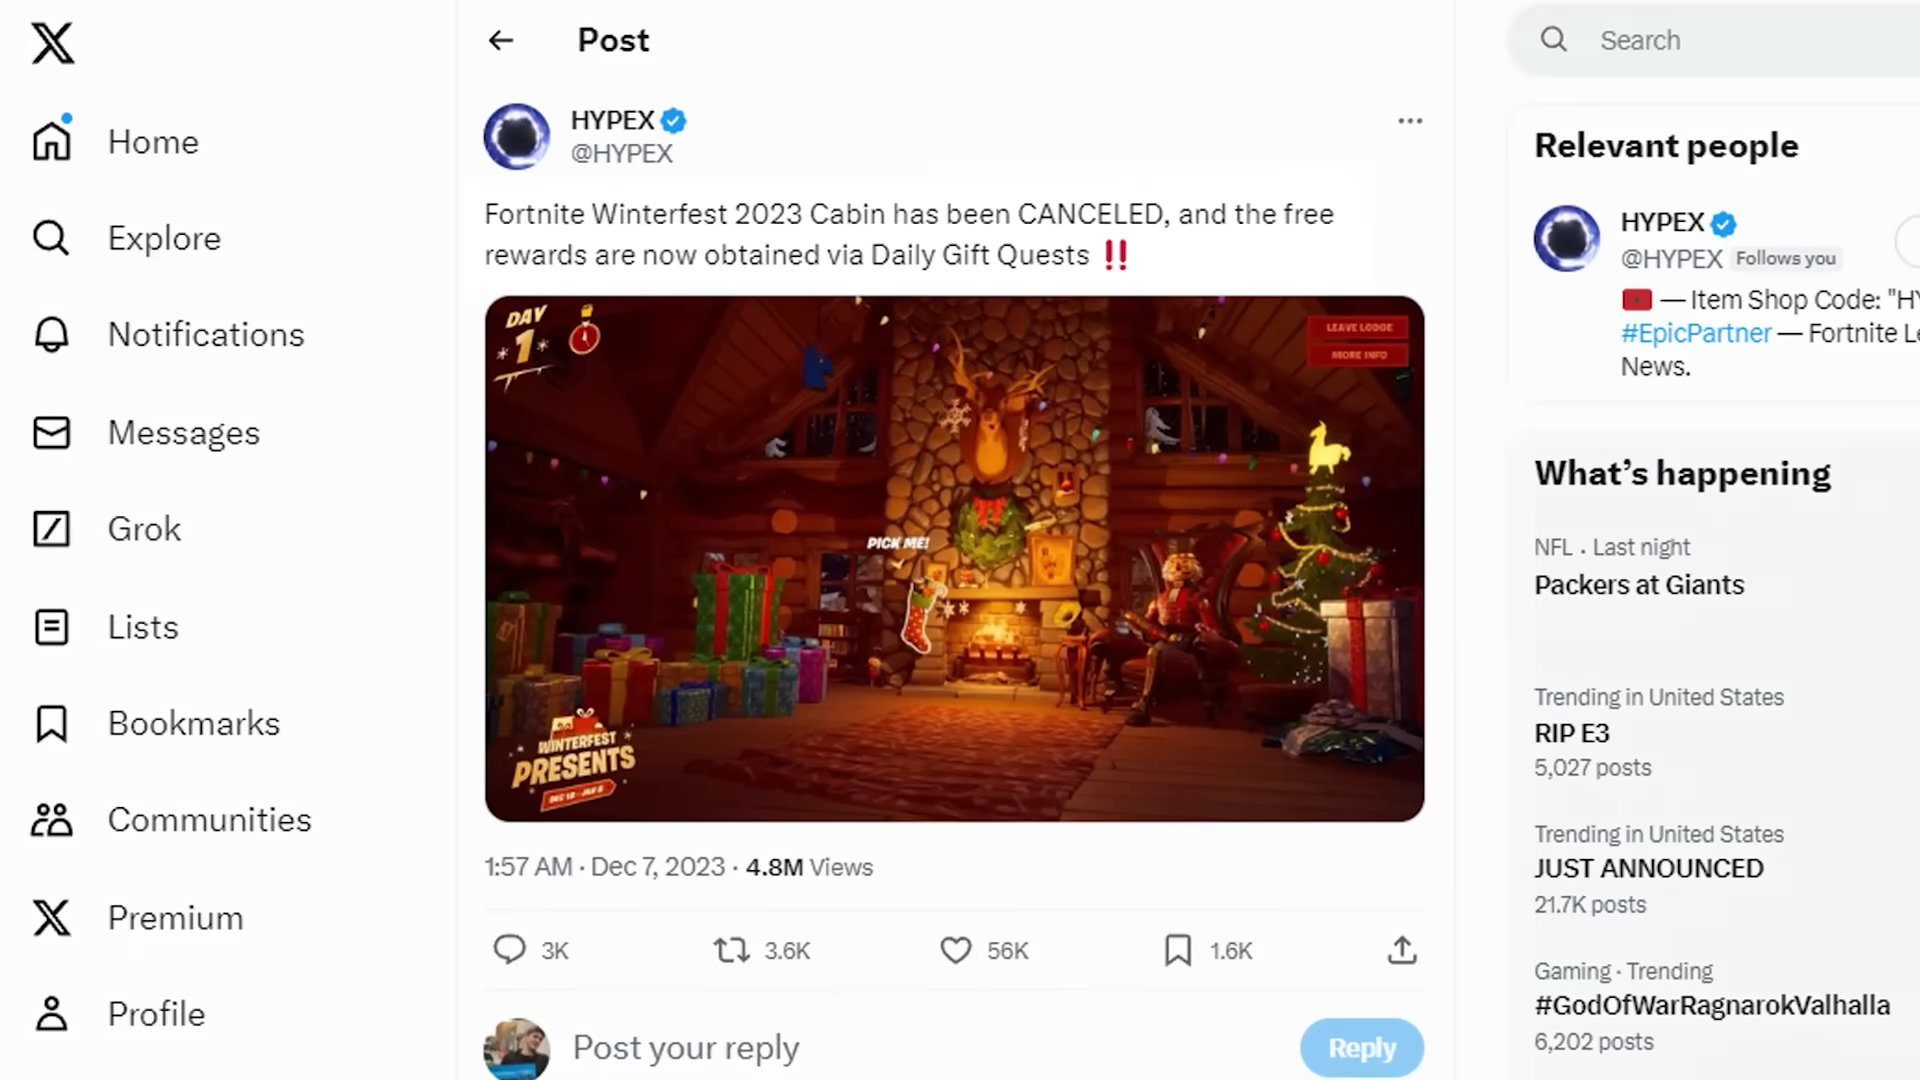 Home
Explore
Notifications
Messages
Grok
Lists
Bookmarks
Communities
Premium
Profile
Post
HYPEX
@HYPEX
Fortnite Winterfest 2023 Cabin has been CANCELED, and the free
rewards are now obtained via Daily Gift Quests ‼️
DAY
1
LEAVE LODGE
MORE INFO
PICK ME!
WINTERFEST
PRESENTS
1:57 AM · Dec 7, 2023 · 4.8M Views
3K
3.6K
56K
1.6K
Post your reply
Reply
Search
Relevant people
HYPEX
@HYPEX Follows you
— Item Shop Code: "HY
#EpicPartner — Fortnite Le
News.
What’s happening
NFL . Last night
Packers at Giants
Trending in United States
RIP E3
5,027 posts
Trending in United States
JUST ANNOUNCED
21.7K posts
Gaming · Trending
#GodOfWarRagnarokValhalla
6,202 posts